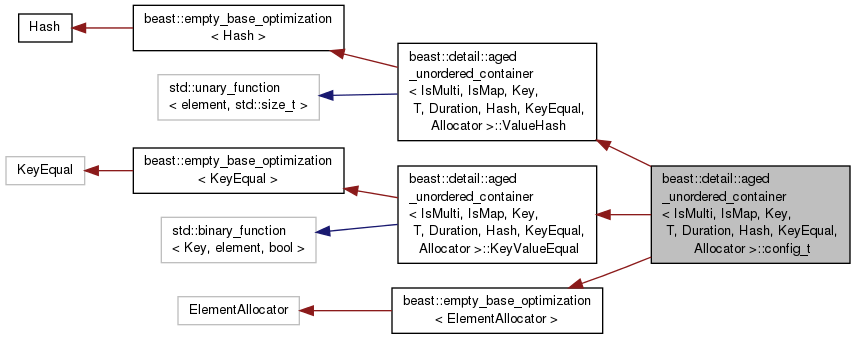 Hash
beast::empty_base_optimization
< Hash >
beast::detail::aged
_unordered_container
< IsMulti, IsMap, Key,
T, Duration, Hash, KeyEqual,
Allocator >::ValueHash
std::unary_function
< element, std::size_t >
KeyEqual
beast::empty_base_optimization
< KeyEqual >
beast::detail::aged
_unordered_container
< IsMulti, IsMap, Key,
T, Duration, Hash, KeyEqual,
Allocator >::KeyValueEqual
beast::detail::aged
_unordered_container
< IsMulti, IsMap, Key,
T, Duration, Hash, KeyEqual,
Allocator >::config_t
std::binary_function
< Key, element, bool >
ElementAllocator
beast::empty_base_optimization
< ElementAllocator >